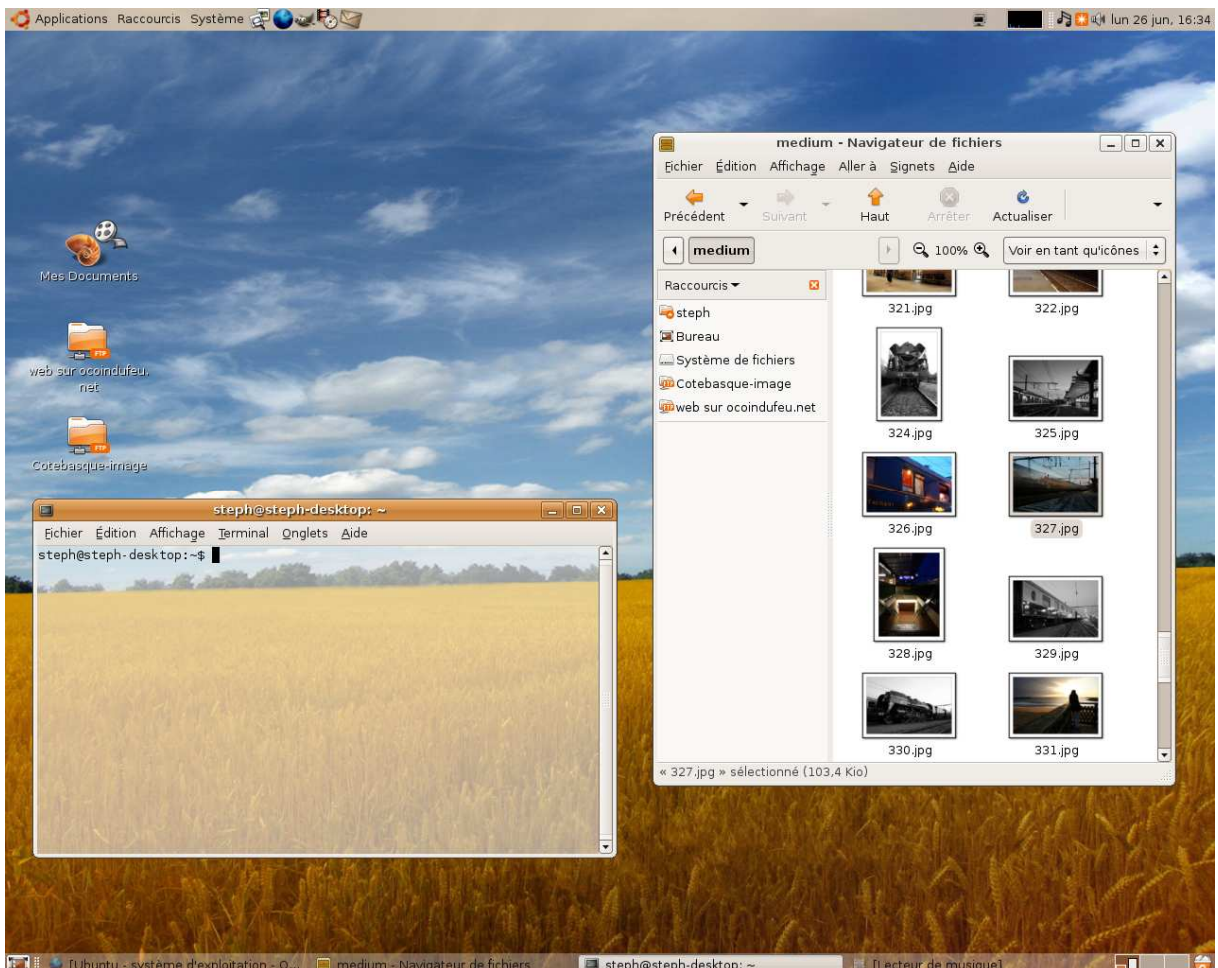 Applications Raccourcis Système
lun 26 jun, 16:34
Mes Documents
web sur ocoindufeu.
net
Cotebasque-image
medium - Navigateur de fichiers
Fichier Édition Affichage Aller à Signets Aide
Précédent Suivant Haut Arrêter Actualiser
medium 100% Voir en tant qu'icônes
Raccourcis
steph
Bureau
Système de fichiers
Cotebasque-image
web sur ocoindufeu.net
321.jpg 322.jpg
324.jpg 325.jpg
326.jpg 327.jpg
328.jpg 329.jpg
330.jpg 331.jpg
« 327.jpg » sélectionné (103,4 Kio)
steph@steph-desktop: ~
Fichier Édition Affichage Terminal Onglets Aide
steph@steph-desktop:~$
[Ubuntu - système d'exploitation - O... medium - Navigateur de fichiers steph@steph-desktop: ~ [Lecteur de musique]